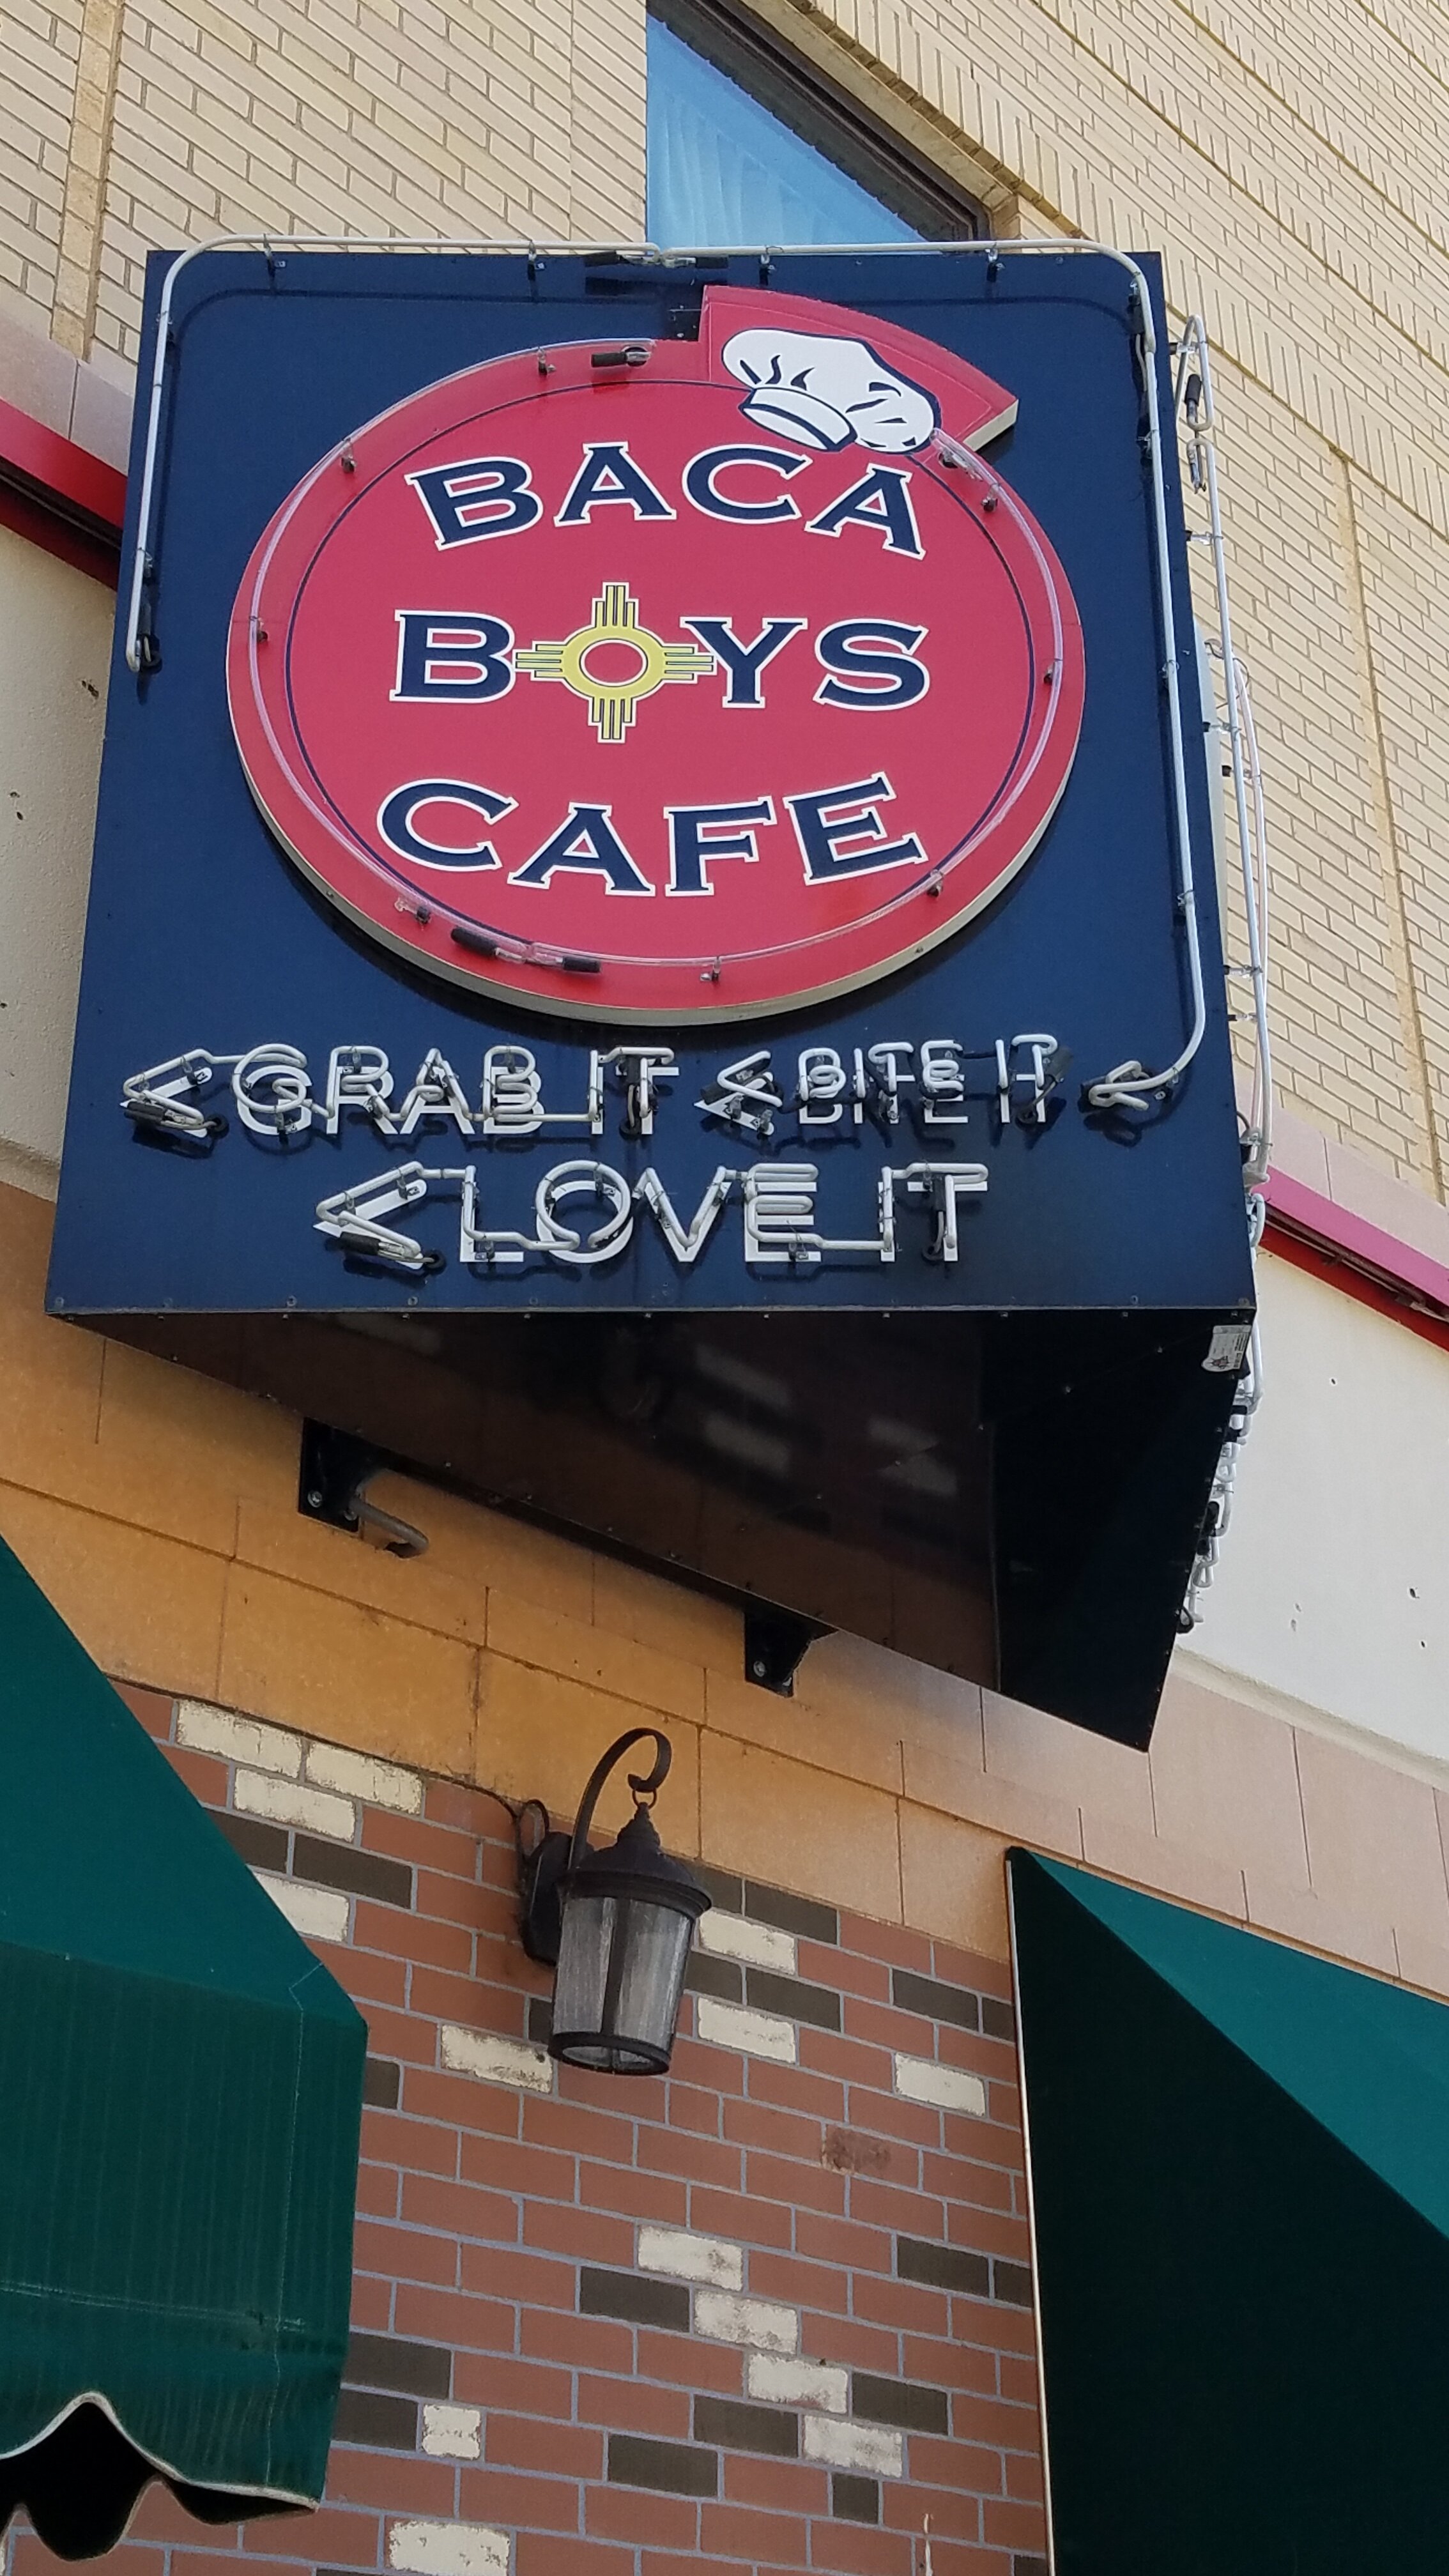 BACA
BOYS
CAFE
<GRAB IT <BITE IT
<LOVE IT